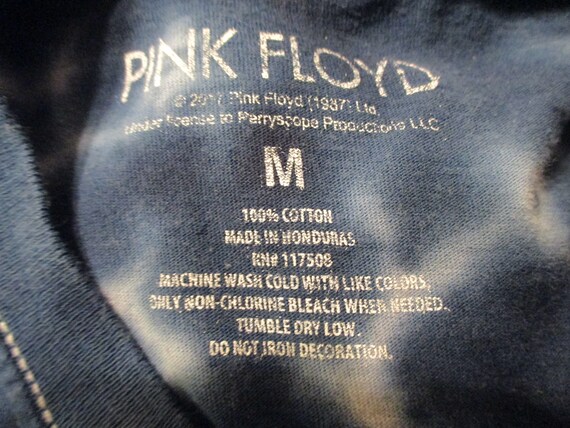 PINK FLOYD
© 2017 Pink Floyd (1987) Ltd.
Under license to Perryscope Productions LLC
M
100% COTTON
MADE IN HONDURAS
RN# 117508
MACHINE WASH COLD WITH LIKE COLORS,
ONLY NON-CHLORINE BLEACH WHEN NEEDED.
TUMBLE DRY LOW.
DO NOT IRON DECORATION.